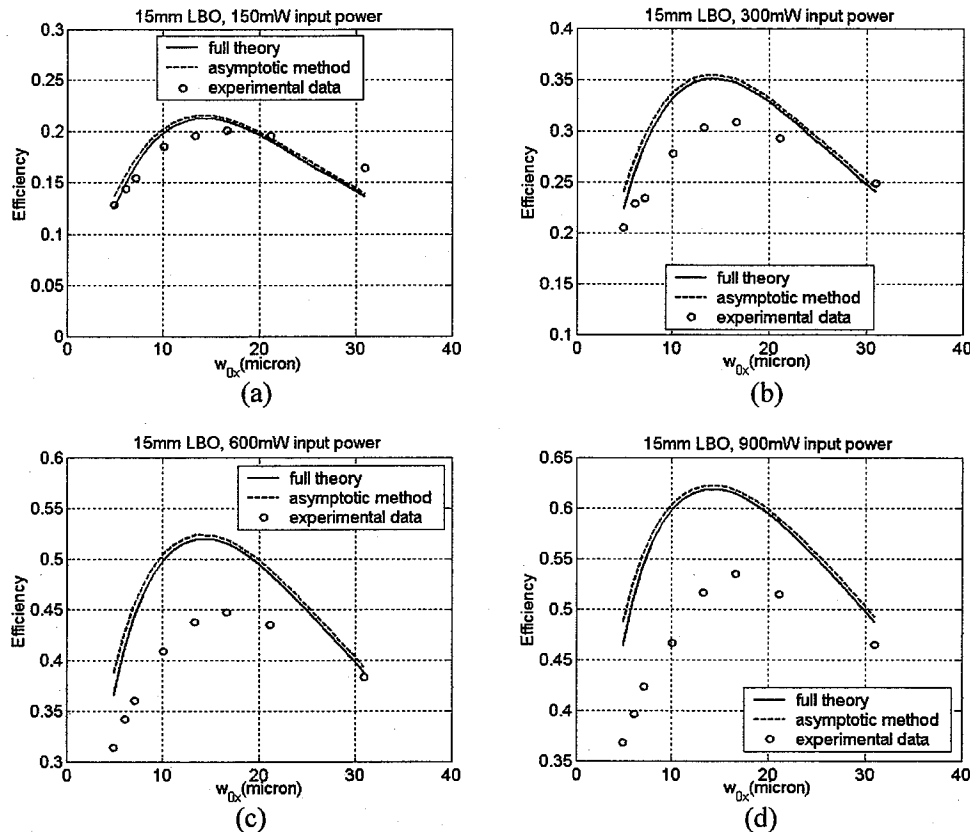 15mm LBO, 150mW input power
0.3
0.25
0.2
0.15
0.1
0.05
0
Efficiency
full theory
asymptotic method
experimental data
0 10 20 30 40
w0x(micron)
(a)
15mm LBO, 300mW input power
0.4
0.35
0.3
0.25
0.2
0.15
0.1
Efficiency
full theory
asymptotic method
experimental data
0 10 20 30 40
w0x(micron)
(b)
15mm LBO, 600mW input power
0.6
0.55
0.5
0.45
0.4
0.35
0.3
Efficiency
full theory
asymptotic method
experimental data
0 10 20 30 40
w0x(micron)
(c)
15mm LBO, 900mW input power
0.65
0.6
0.55
0.5
0.45
0.4
0.35
Efficiency
full theory
asymptotic method
experimental data
0 10 20 30 40
w0x(micron)
(d)